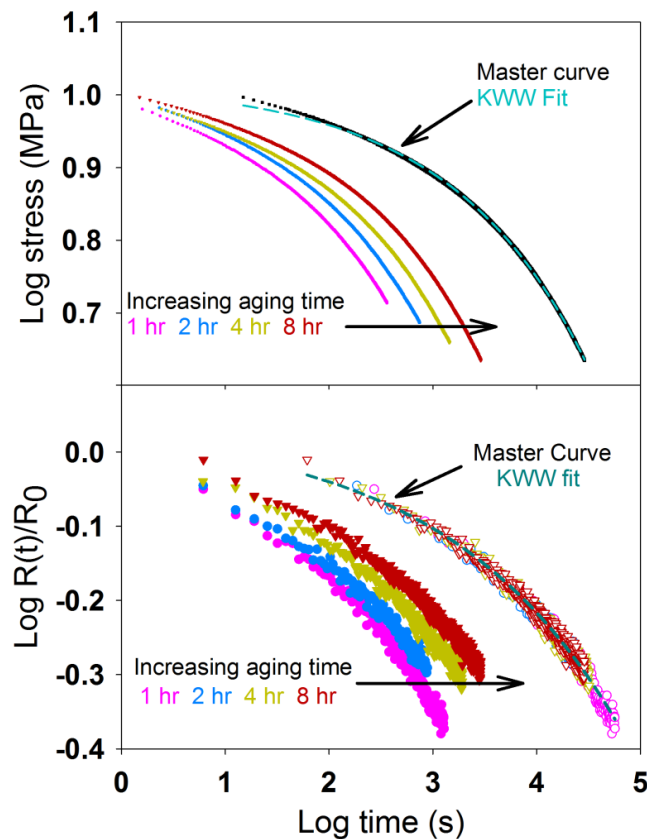 1.1
1.0
0.9
0.8
0.7
Log stress (MPa)
Master curve
KWW Fit
Increasing aging time
1 hr 2 hr 4 hr 8 hr
0.0
-0.1
-0.2
-0.3
-0.4
Log R(t)/R0
Master Curve
KWW fit
Increasing aging time
1 hr 2 hr 4 hr 8 hr
0 1 2 3 4 5
Log time (s)